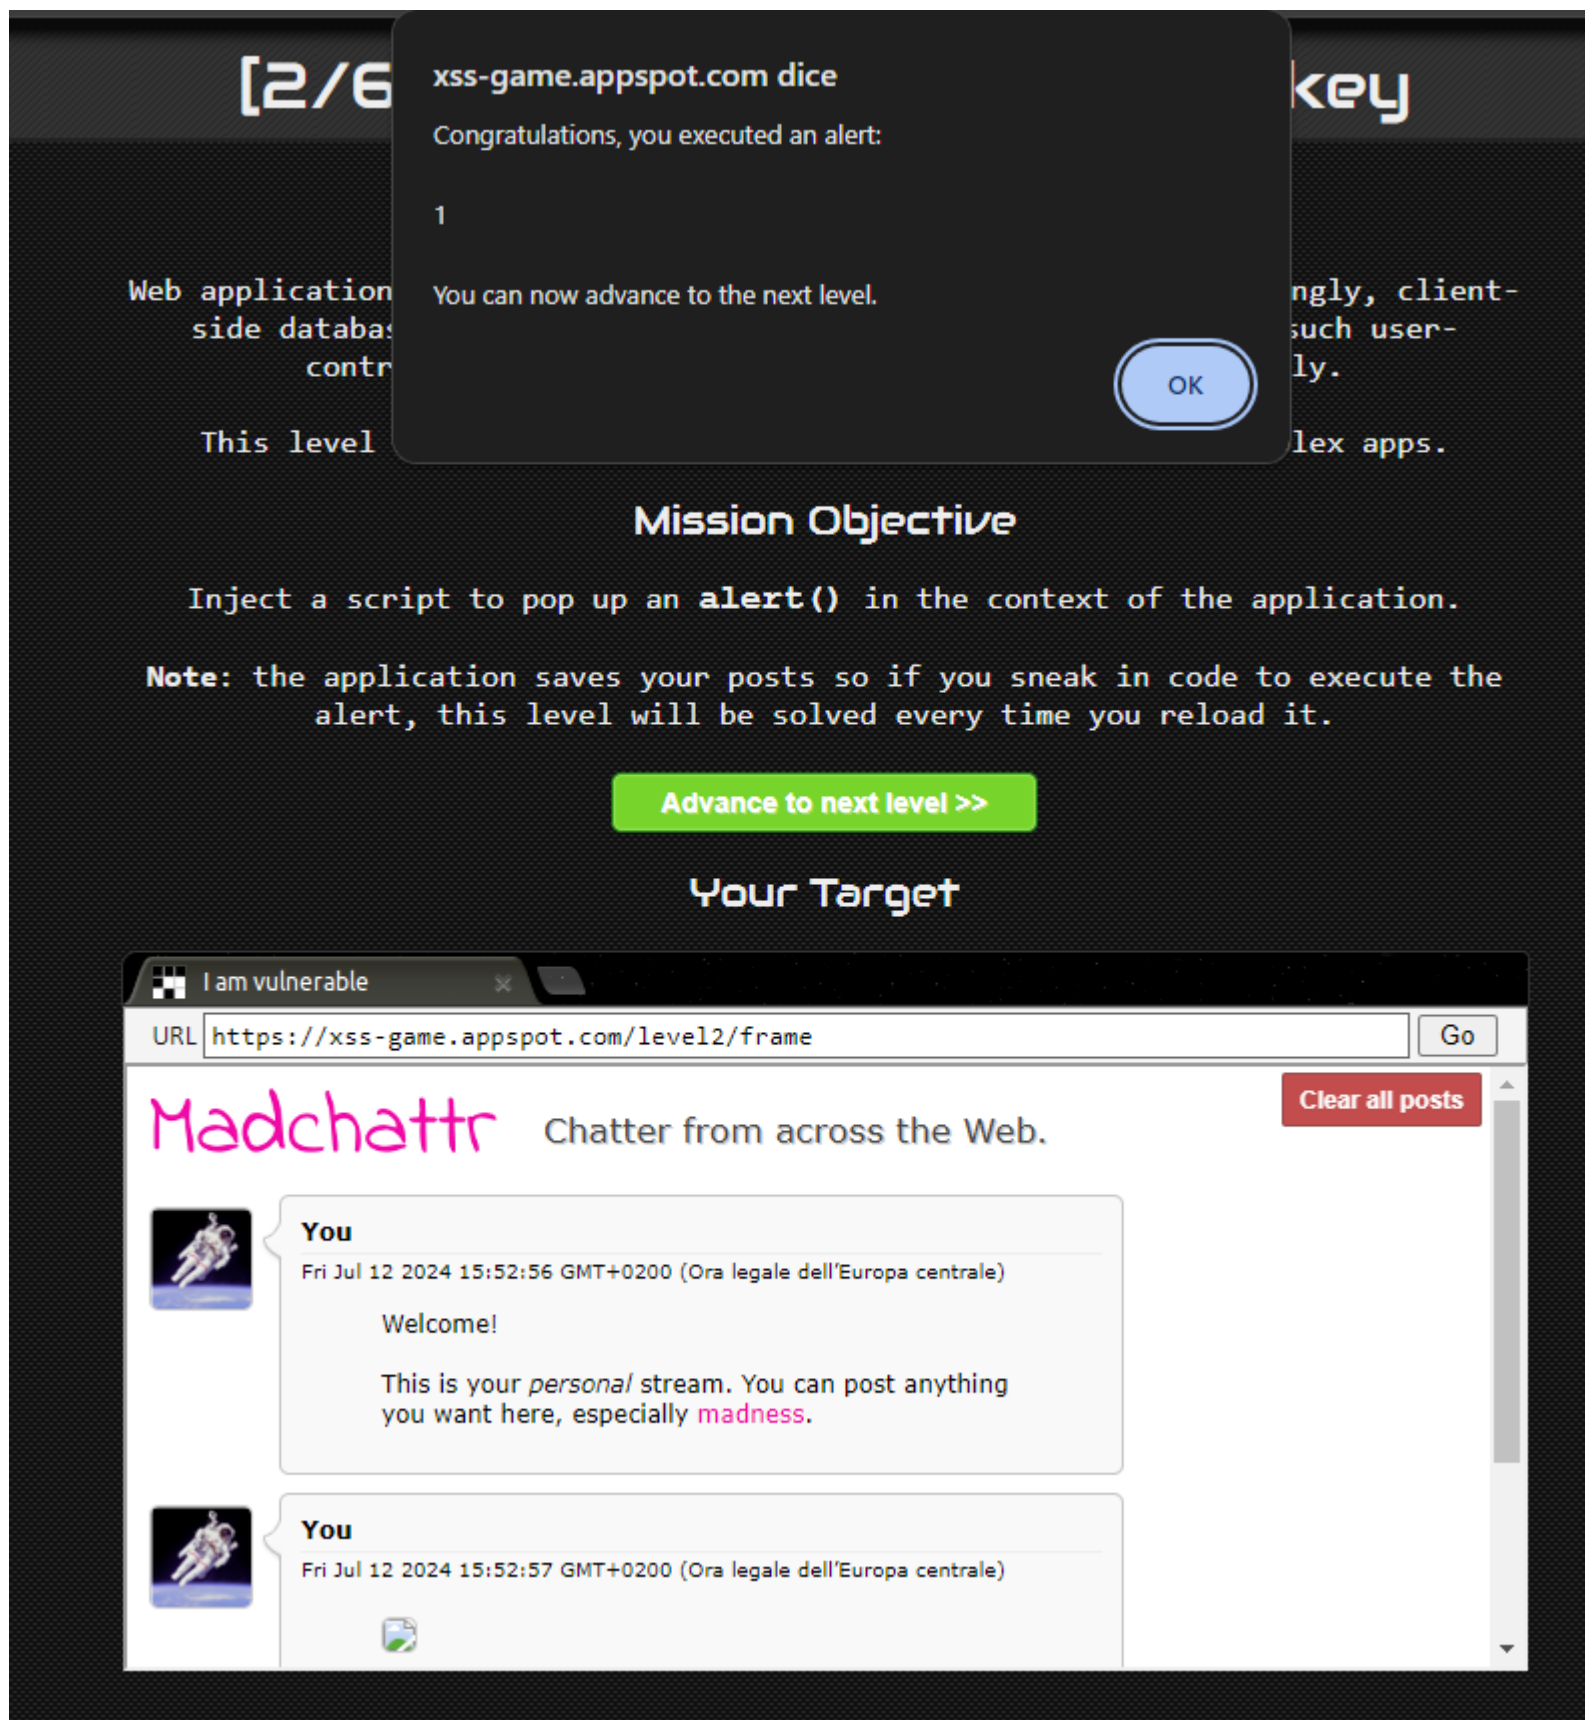 [2/6
key
xss-game.appspot.com dice
Congratulations, you executed an alert:
1
You can now advance to the next level.
OK
Web application
ngly, client-
side databas
such user-
contr
ly.
This level
lex apps.
Mission Objective
Inject a script to pop up an alert() in the context of the application.
Note: the application saves your posts so if you sneak in code to execute the
alert, this level will be solved every time you reload it.
Advance to next level >>
Your Target
I am vulnerable
URL https://xss-game.appspot.com/level2/frame Go
Madchattr Chatter from across the Web. Clear all posts
You
Fri Jul 12 2024 15:52:56 GMT+0200 (Ora legale dell’Europa centrale)
Welcome!
This is your personal stream. You can post anything
you want here, especially madness.
You
Fri Jul 12 2024 15:52:57 GMT+0200 (Ora legale dell’Europa centrale)